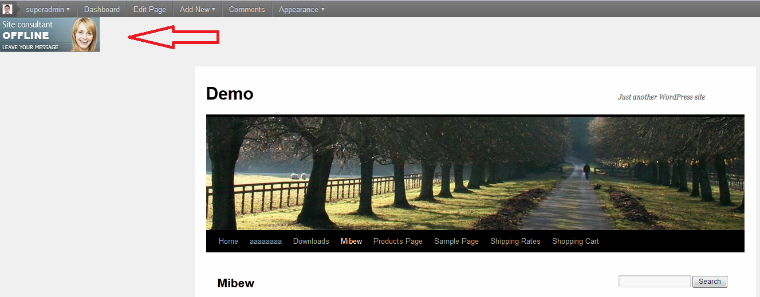 superadmin Dashboard Edit Page Add New Comments Appearance
Site consultant
OFFLINE
LEAVE YOUR MESSAGE
Demo
Just another WordPress site
Home aaaaaaaa Downloads Mibew Products Page Sample Page Shipping Rates Shopping Cart
Mibew
Search